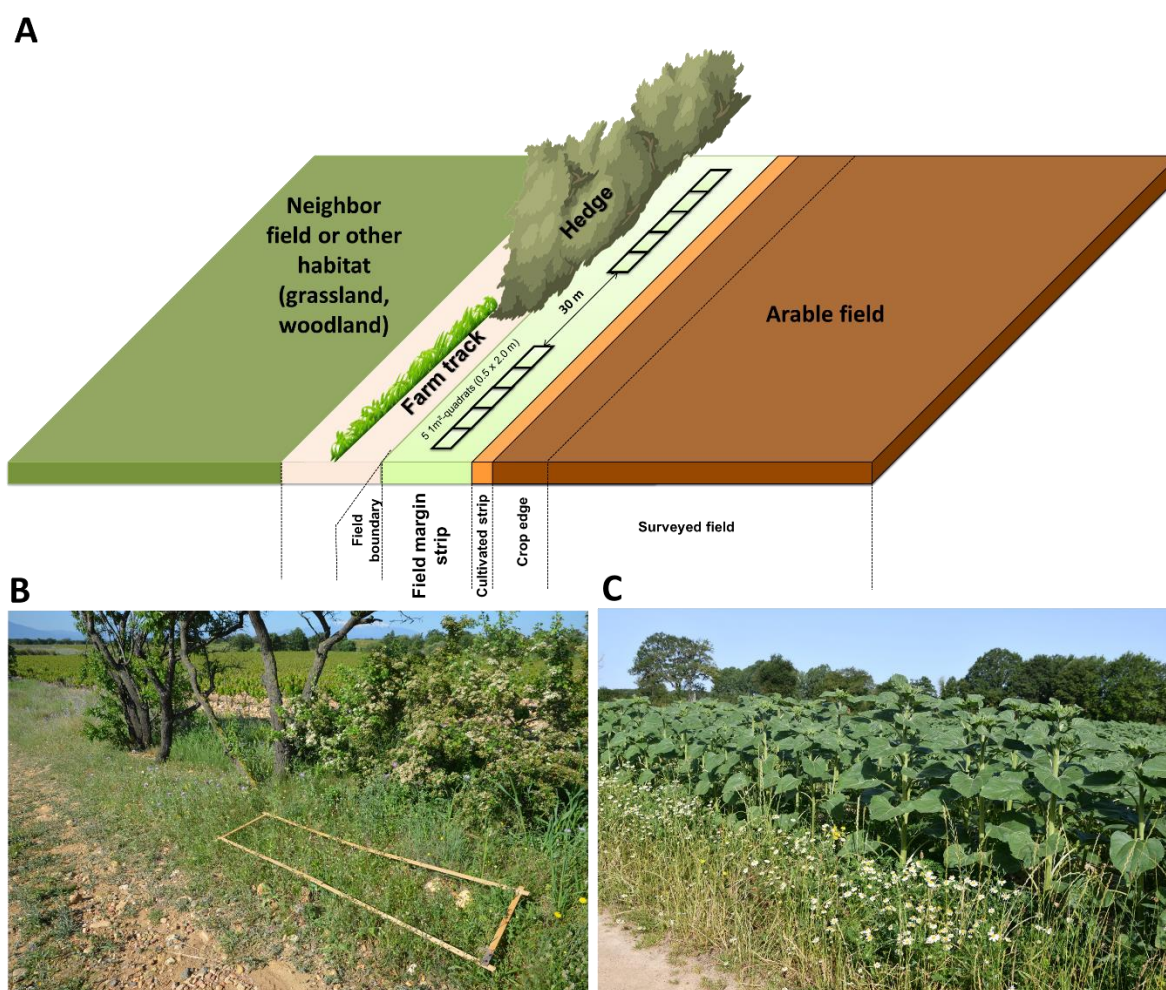 A
Neighbor
field or other
habitat
(grassland,
woodland)
Hedge
Farm track
30 m
5 1m²-quadrats (0.5 x 2.0 m)
Arable field
Field
boundary
Field margin
strip
Cultivated strip
Crop edge
Surveyed field
B
C